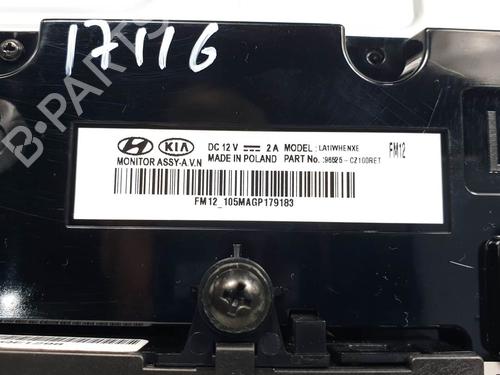 17116
B-PARTS
HYUNDAI KIA DC 12 V 2 A MODEL : LA1IWHENXE FM12
MONITOR ASSY-A.V.N MADE IN POLAND PART No. :96525 - CZ100RET
FM12_105MAGP179183